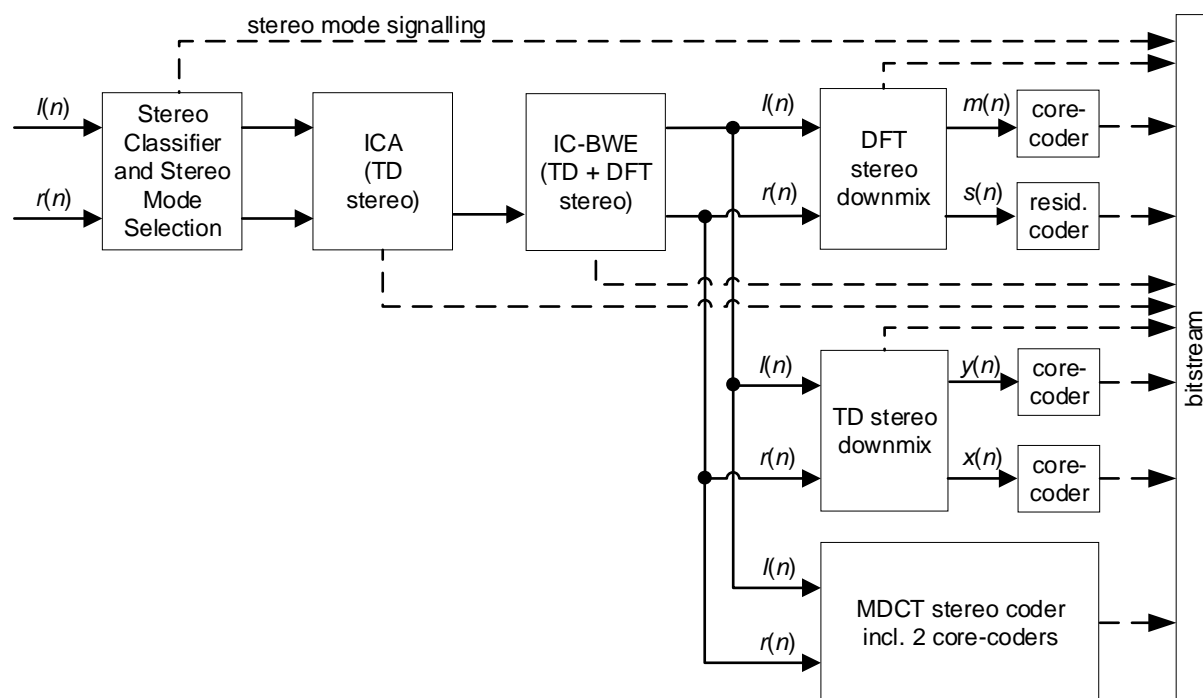 stereo mode signalling
l(n)
r(n)
Stereo
Classifier
and Stereo
Mode
Selection
ICA
(TD
stereo)
IC-BWE
(TD + DFT
stereo)
l(n)
r(n)
DFT
stereo
downmix
m(n)
s(n)
core-
coder
resid.
coder
l(n)
r(n)
TD stereo
downmix
y(n)
x(n)
core-
coder
core-
coder
l(n)
r(n)
MDCT stereo coder
incl. 2 core-coders
bitstream